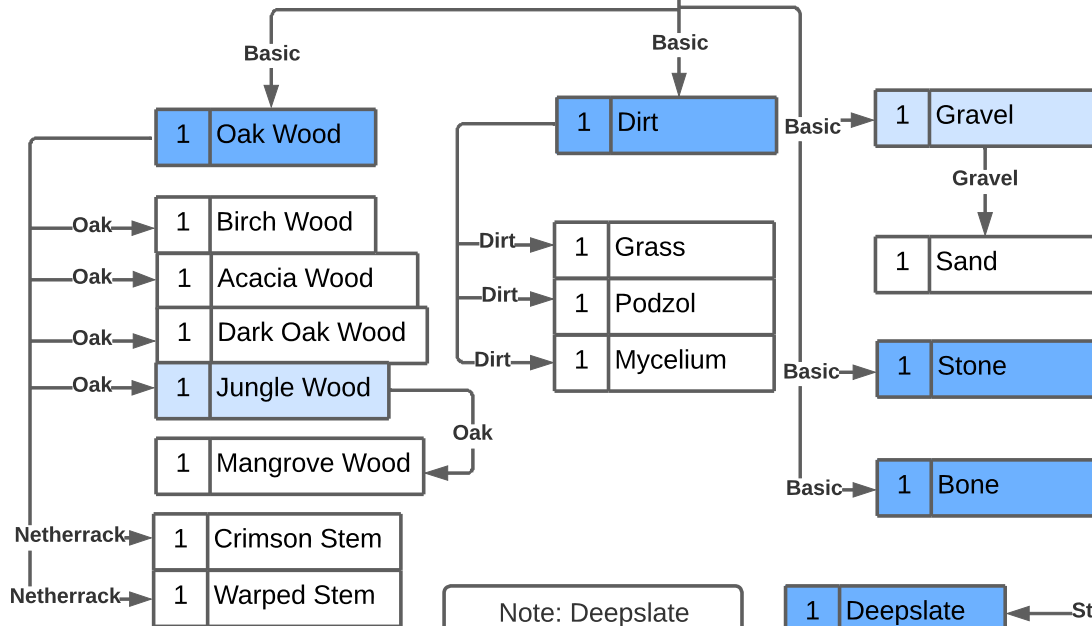 Basic
1 Oak Wood
Oak
1 Birch Wood
Oak
1 Acacia Wood
Oak
1 Dark Oak Wood
Oak
1 Jungle Wood
Oak
1 Mangrove Wood
Netherrack
1 Crimson Stem
Netherrack
1 Warped Stem
Basic
1 Dirt
Dirt
1 Grass
Dirt
1 Podzol
Dirt
1 Mycelium
Basic
1 Gravel
Gravel
1 Sand
Basic
1 Stone
Basic
1 Bone
Note: Deepslate
1 Deepslate
St